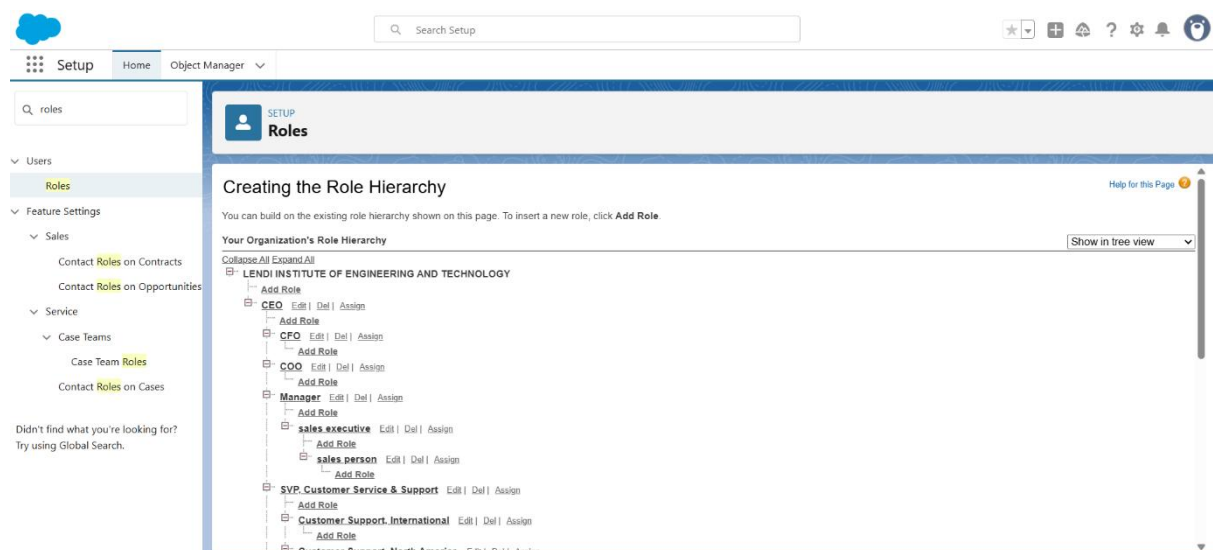 Search Setup
Setup Home Object Manager
roles
Users
Roles
Feature Settings
Sales
Contact Roles on Contracts
Contact Roles on Opportunities
Service
Case Teams
Case Team Roles
Contact Roles on Cases
Didn't find what you're looking for?
Try using Global Search.
SETUP
Roles
Creating the Role Hierarchy
Help for this Page
You can build on the existing role hierarchy shown on this page. To insert a new role, click Add Role.
Your Organization's Role Hierarchy
Show in tree view
Collapse All Expand All
LENDI INSTITUTE OF ENGINEERING AND TECHNOLOGY
Add Role
CEO Edit | Del | Assign
Add Role
CFO Edit | Del | Assign
Add Role
COO Edit | Del | Assign
Add Role
Manager Edit | Del | Assign
Add Role
sales executive Edit | Del | Assign
Add Role
sales person Edit | Del | Assign
Add Role
SVP, Customer Service & Support Edit | Del | Assign
Add Role
Customer Support, International Edit | Del | Assign
Add Role
Customer Support, North America Edit | Del | Assign